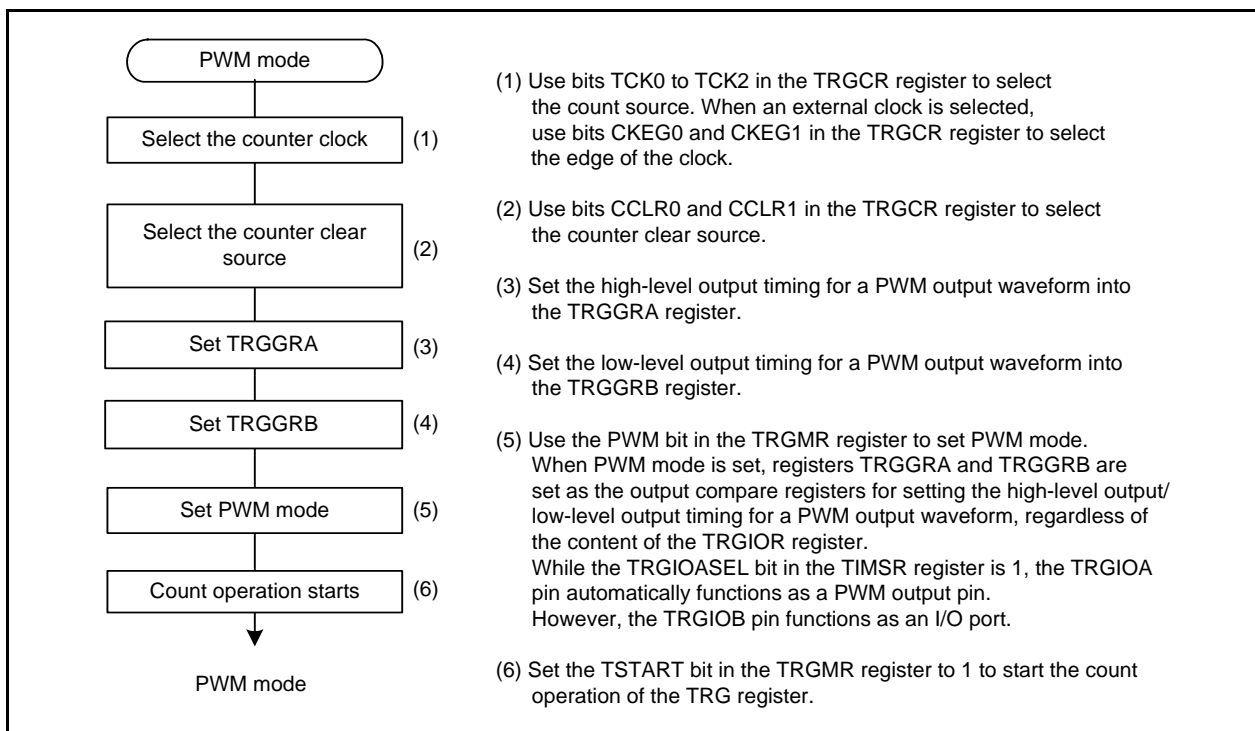 PWM mode
Select the counter clock
(1)
Select the counter clear
source
(2)
Set TRGGRA
(3)
Set TRGGRB
(4)
Set PWM mode
(5)
Count operation starts
(6)
PWM mode
(1) Use bits TCK0 to TCK2 in the TRGCR register to select
the count source. When an external clock is selected,
use bits CKEG0 and CKEG1 in the TRGCR register to select
the edge of the clock.
(2) Use bits CCLR0 and CCLR1 in the TRGCR register to select
the counter clear source.
(3) Set the high-level output timing for a PWM output waveform into
the TRGGRA register.
(4) Set the low-level output timing for a PWM output waveform into
the TRGGRB register.
(5) Use the PWM bit in the TRGMR register to set PWM mode.
When PWM mode is set, registers TRGGRA and TRGGRB are
set as the output compare registers for setting the high-level output/
low-level output timing for a PWM output waveform, regardless of
the content of the TRGIOR register.
While the TRGIOASEL bit in the TIMSR register is 1, the TRGIOA
pin automatically functions as a PWM output pin.
However, the TRGIOB pin functions as an I/O port.
(6) Set the TSTART bit in the TRGMR register to 1 to start the count
operation of the TRG register.